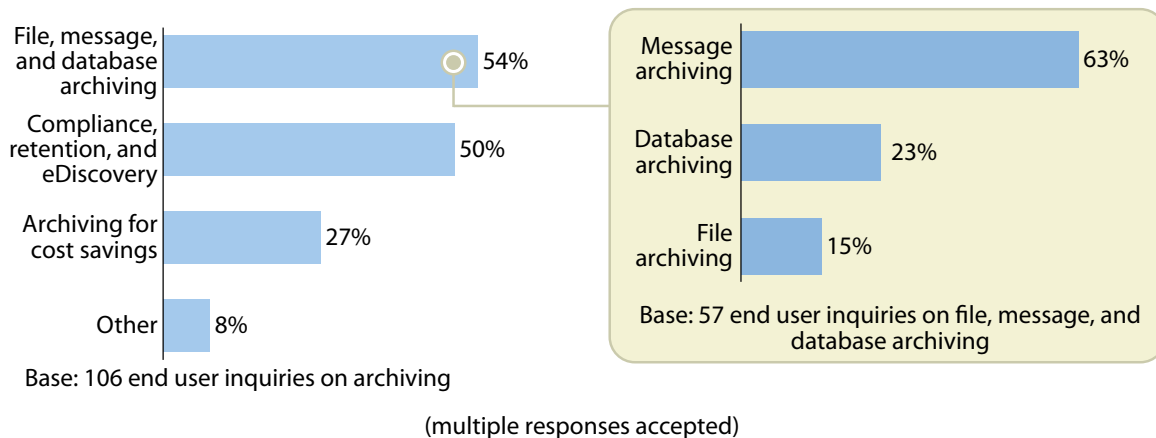 File, message,
and database
archiving
54%
Compliance,
retention, and
eDiscovery
50%
Archiving for
cost savings
27%
Other
8%
Base: 106 end user inquiries on archiving
Message
archiving
63%
Database
archiving
23%
File
archiving
15%
Base: 57 end user inquiries on file, message, and
database archiving
(multiple responses accepted)